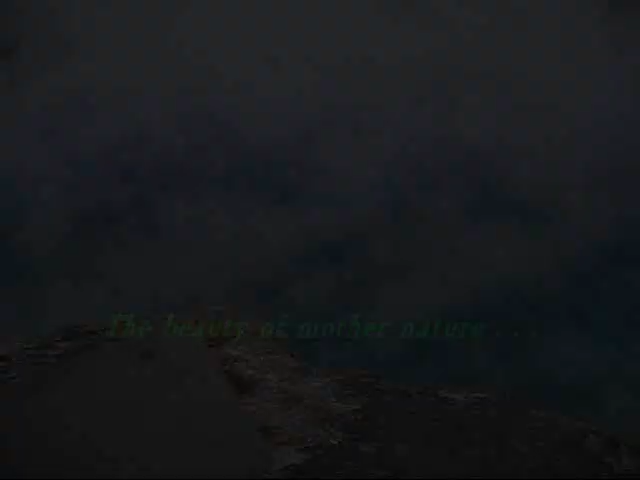 The beauty of mother nature . . .